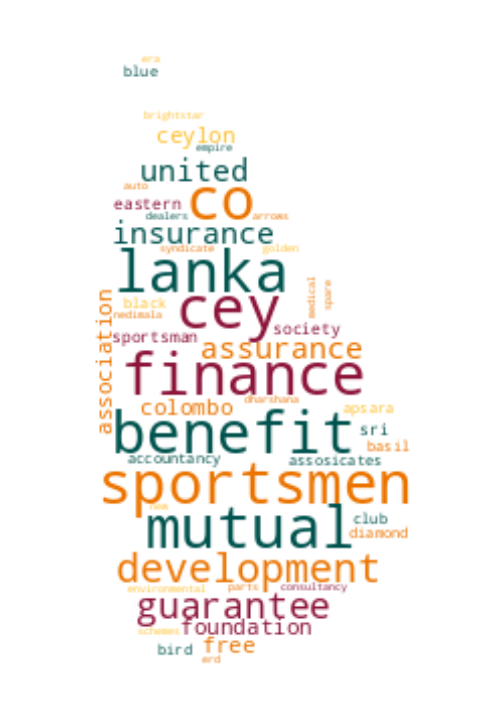 era
blue
brightstar
ceylon
empire
united
auto
co
eastern
dealers
arrows
insurance
syndicate
golden
lanka
medical
spare
association
black
cey
nedimala
society
sportsman
assurance
finance
dharshana
colombo
apsara
benefit
sri
basil
accountancy
assosicates
sportsmen
new
mutual
club
diamond
development
environmental
parts
consultancy
guarantee
schemes
foundation
free
bird
erd